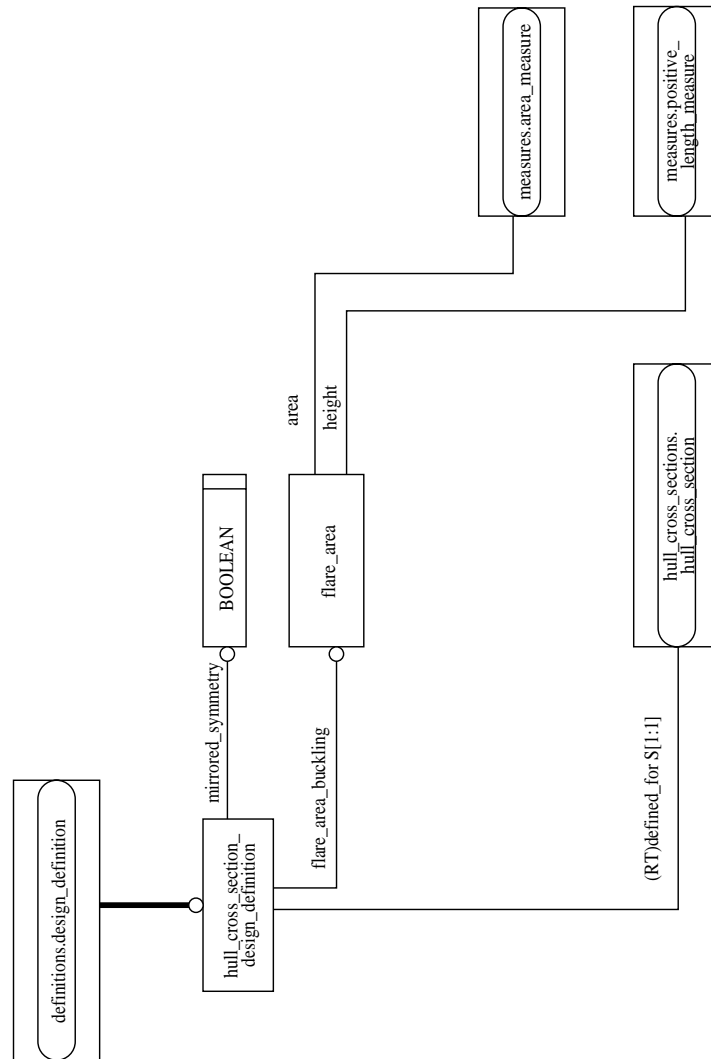 definitions.design_definition
hull_cross_section_
design_definition
mirrored_symmetry
BOOLEAN
flare_area_buckling
flare_area
area
height
measures.area_measure
measures.positive_
length_measure
(RT)defined_for S[1:1]
hull_cross_sections.
hull_cross_section